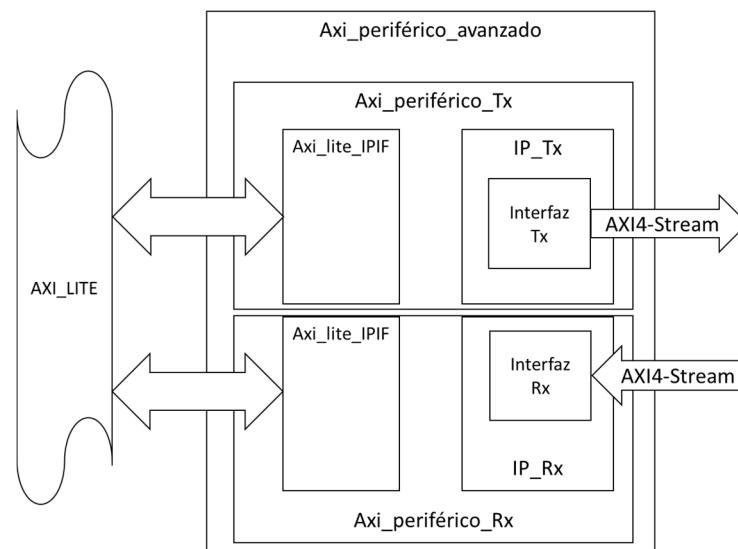 Axi_periférico_avanzado
Axi_periférico_Tx
Axi_lite_IPIF
IP_Tx
Interfaz
Tx
AXI4-Stream
AXI_LITE
Axi_lite_IPIF
Interfaz
Rx
AXI4-Stream
IP_Rx
Axi_periférico_Rx